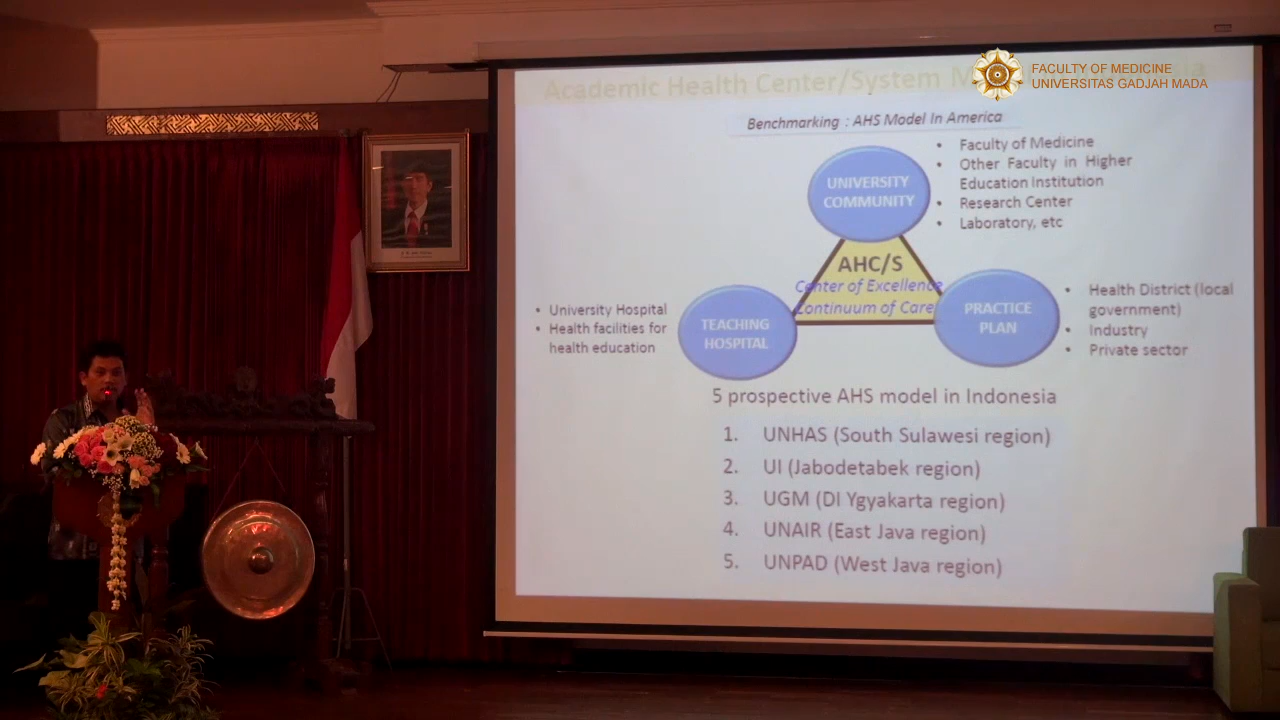 FACULTY OF MEDICINE
UNIVERSITAS GADJAH MADA
Academic Health Center/System
Benchmarking : AHS Model In America
UNIVERSITY
COMMUNITY
• Faculty of Medicine
• Other Faculty in Higher
Education Institution
• Research Center
• Laboratory, etc
AHC/S
Center of Excellence
Continuum of Care
• University Hospital
• Health facilities for
health education
TEACHING
HOSPITAL
PRACTICE
PLAN
• Health District (local
government)
• Industry
• Private sector
5 prospective AHS model in Indonesia
1. UNHAS (South Sulawesi region)
2. UI (Jabodetabek region)
3. UGM (DI Ygyakarta region)
4. UNAIR (East Java region)
5. UNPAD (West Java region)